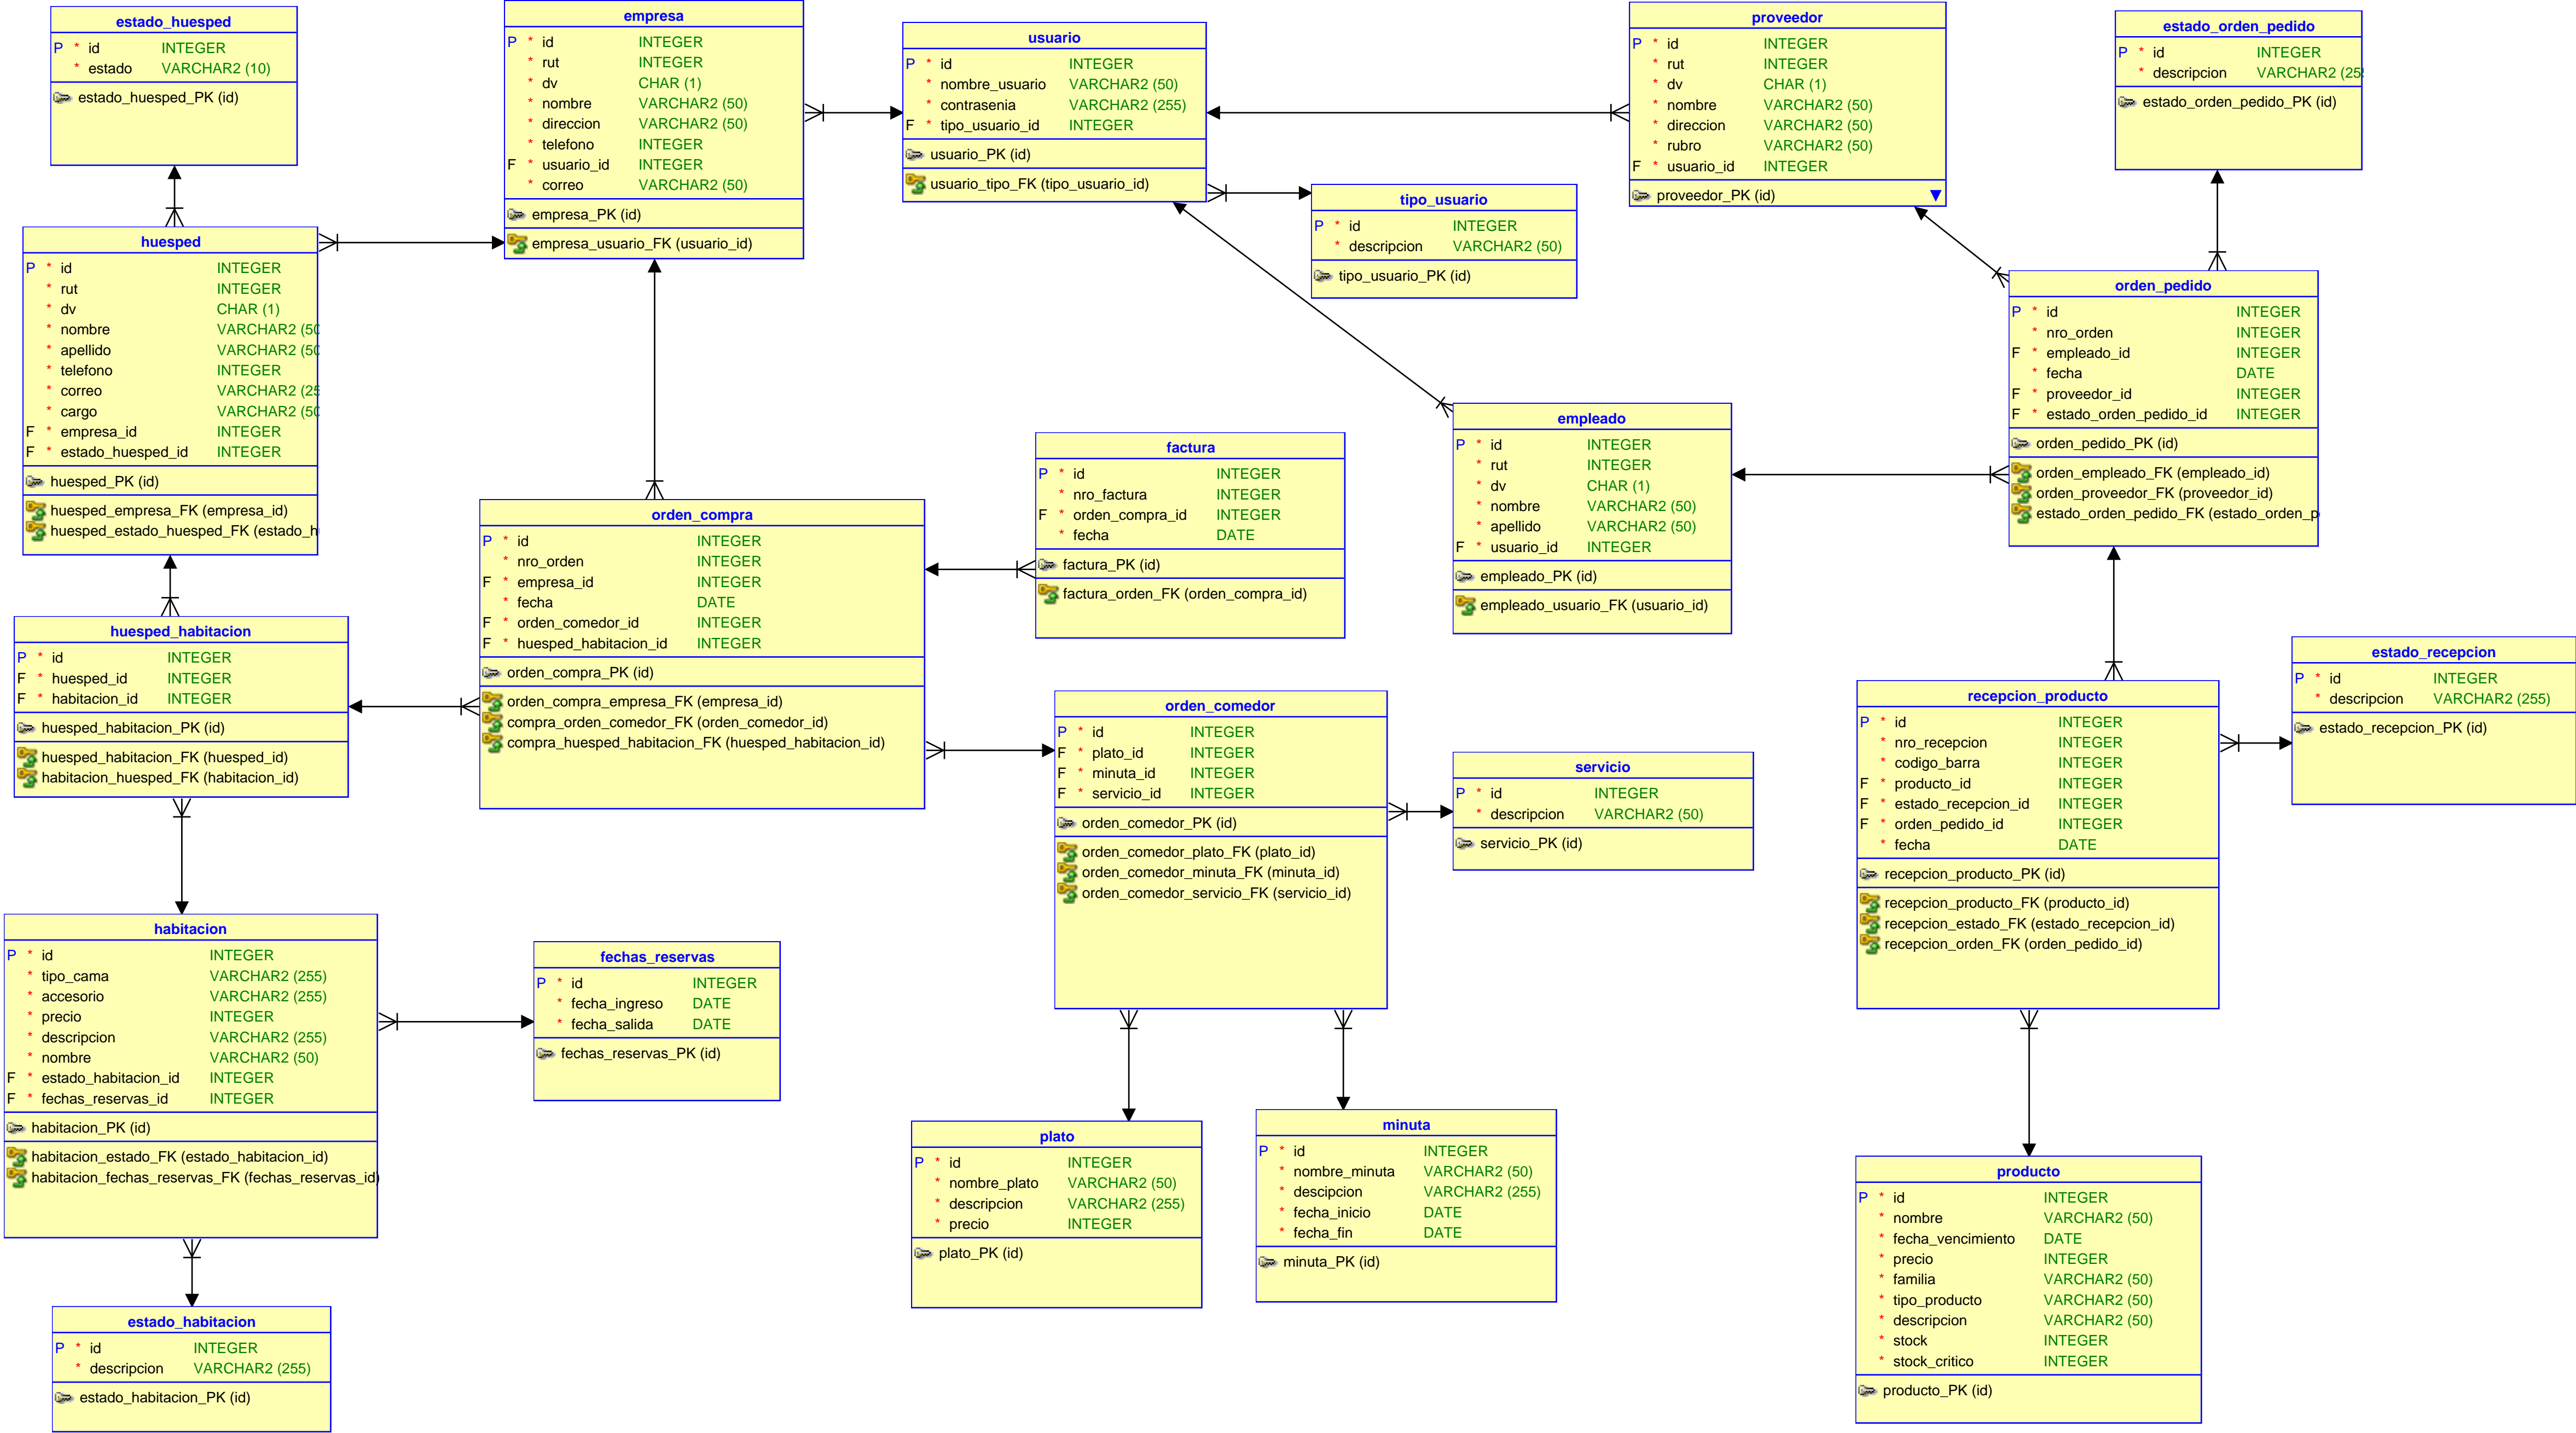 estado_huesped
P * id INTEGER
* estado VARCHAR2 (10)
estado_huesped_PK (id)
empresa
P * id INTEGER
* rut INTEGER
* dv CHAR (1)
* nombre VARCHAR2 (50)
* direccion VARCHAR2 (50)
* telefono INTEGER
F * usuario_id INTEGER
* correo VARCHAR2 (50)
empresa_PK (id)
empresa_usuario_FK (usuario_id)
usuario
P * id INTEGER
* nombre_usuario VARCHAR2 (50)
* contrasenia VARCHAR2 (255)
F * tipo_usuario_id INTEGER
usuario_PK (id)
usuario_tipo_FK (tipo_usuario_id)
proveedor
P * id INTEGER
* rut INTEGER
* dv CHAR (1)
* nombre VARCHAR2 (50)
* direccion VARCHAR2 (50)
* rubro VARCHAR2 (50)
F * usuario_id INTEGER
proveedor_PK (id)
estado_orden_pedido
P * id INTEGER
* descripcion VARCHAR2 (25
estado_orden_pedido_PK (id)
tipo_usuario
P * id INTEGER
* descripcion VARCHAR2 (50)
tipo_usuario_PK (id)
huesped
P * id INTEGER
* rut INTEGER
* dv CHAR (1)
* nombre VARCHAR2 (50
* apellido VARCHAR2 (50
* telefono INTEGER
* correo VARCHAR2 (25
* cargo VARCHAR2 (50
F * empresa_id INTEGER
F * estado_huesped_id INTEGER
huesped_PK (id)
huesped_empresa_FK (empresa_id)
huesped_estado_huesped_FK (estado_h
orden_pedido
P * id INTEGER
* nro_orden INTEGER
F * empleado_id INTEGER
* fecha DATE
F * proveedor_id INTEGER
F * estado_orden_pedido_id INTEGER
orden_pedido_PK (id)
orden_empleado_FK (empleado_id)
orden_proveedor_FK (proveedor_id)
estado_orden_pedido_FK (estado_orden_p
empleado
P * id INTEGER
* rut INTEGER
* dv CHAR (1)
* nombre VARCHAR2 (50)
* apellido VARCHAR2 (50)
F * usuario_id INTEGER
empleado_PK (id)
empleado_usuario_FK (usuario_id)
factura
P * id INTEGER
* nro_factura INTEGER
F * orden_compra_id INTEGER
* fecha DATE
factura_PK (id)
factura_orden_FK (orden_compra_id)
orden_compra
P * id INTEGER
* nro_orden INTEGER
F * empresa_id INTEGER
* fecha DATE
F * orden_comedor_id INTEGER
F * huesped_habitacion_id INTEGER
orden_compra_PK (id)
orden_compra_empresa_FK (empresa_id)
compra_orden_comedor_FK (orden_comedor_id)
compra_huesped_habitacion_FK (huesped_habitacion_id)
huesped_habitacion
P * id INTEGER
F * huesped_id INTEGER
F * habitacion_id INTEGER
huesped_habitacion_PK (id)
huesped_habitacion_FK (huesped_id)
habitacion_huesped_FK (habitacion_id)
estado_recepcion
P * id INTEGER
* descripcion VARCHAR2 (255)
estado_recepcion_PK (id)
recepcion_producto
P * id INTEGER
* nro_recepcion INTEGER
* codigo_barra INTEGER
F * producto_id INTEGER
F * estado_recepcion_id INTEGER
F * orden_pedido_id INTEGER
* fecha DATE
recepcion_producto_PK (id)
recepcion_producto_FK (producto_id)
recepcion_estado_FK (estado_recepcion_id)
recepcion_orden_FK (orden_pedido_id)
orden_comedor
P * id INTEGER
F * plato_id INTEGER
F * minuta_id INTEGER
F * servicio_id INTEGER
orden_comedor_PK (id)
orden_comedor_plato_FK (plato_id)
orden_comedor_minuta_FK (minuta_id)
orden_comedor_servicio_FK (servicio_id)
servicio
P * id INTEGER
* descripcion VARCHAR2 (50)
servicio_PK (id)
habitacion
P * id INTEGER
* tipo_cama VARCHAR2 (255)
* accesorio VARCHAR2 (255)
* precio INTEGER
* descripcion VARCHAR2 (255)
* nombre VARCHAR2 (50)
F * estado_habitacion_id INTEGER
F * fechas_reservas_id INTEGER
habitacion_PK (id)
habitacion_estado_FK (estado_habitacion_id)
habitacion_fechas_reservas_FK (fechas_reservas_id)
fechas_reservas
P * id INTEGER
* fecha_ingreso DATE
* fecha_salida DATE
fechas_reservas_PK (id)
plato
P * id INTEGER
* nombre_plato VARCHAR2 (50)
* descripcion VARCHAR2 (255)
* precio INTEGER
plato_PK (id)
minuta
P * id INTEGER
* nombre_minuta VARCHAR2 (50)
* descipcion VARCHAR2 (255)
* fecha_inicio DATE
* fecha_fin DATE
minuta_PK (id)
producto
P * id INTEGER
* nombre VARCHAR2 (50)
* fecha_vencimiento DATE
* precio INTEGER
* familia VARCHAR2 (50)
* tipo_producto VARCHAR2 (50)
* descripcion VARCHAR2 (50)
* stock INTEGER
* stock_critico INTEGER
producto_PK (id)
estado_habitacion
P * id INTEGER
* descripcion VARCHAR2 (255)
estado_habitacion_PK (id)